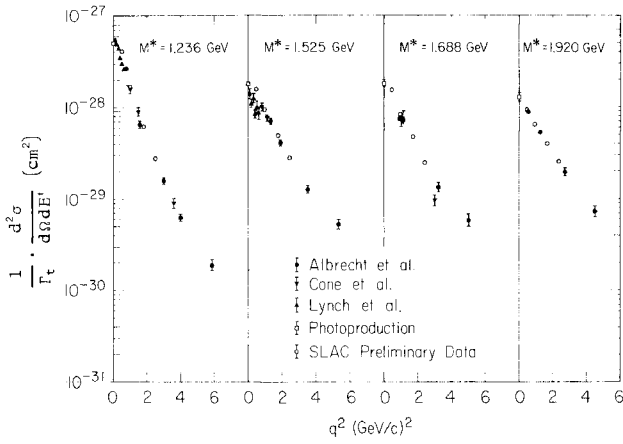 10⁻²⁷
10⁻²⁸
10⁻²⁹
10⁻³⁰
10⁻³¹
1/Γt · d²σ/dΩdE' (cm²)
M* = 1.236 GeV
M* = 1.525 GeV
M* = 1.688 GeV
M* = 1.920 GeV
Albrecht et al.
Cone et al.
Lynch et al.
Photoproduction
SLAC Preliminary Data
0 2 4 6 0 2 4 6 0 2 4 6 0 2 4
q² (GeV/c)²